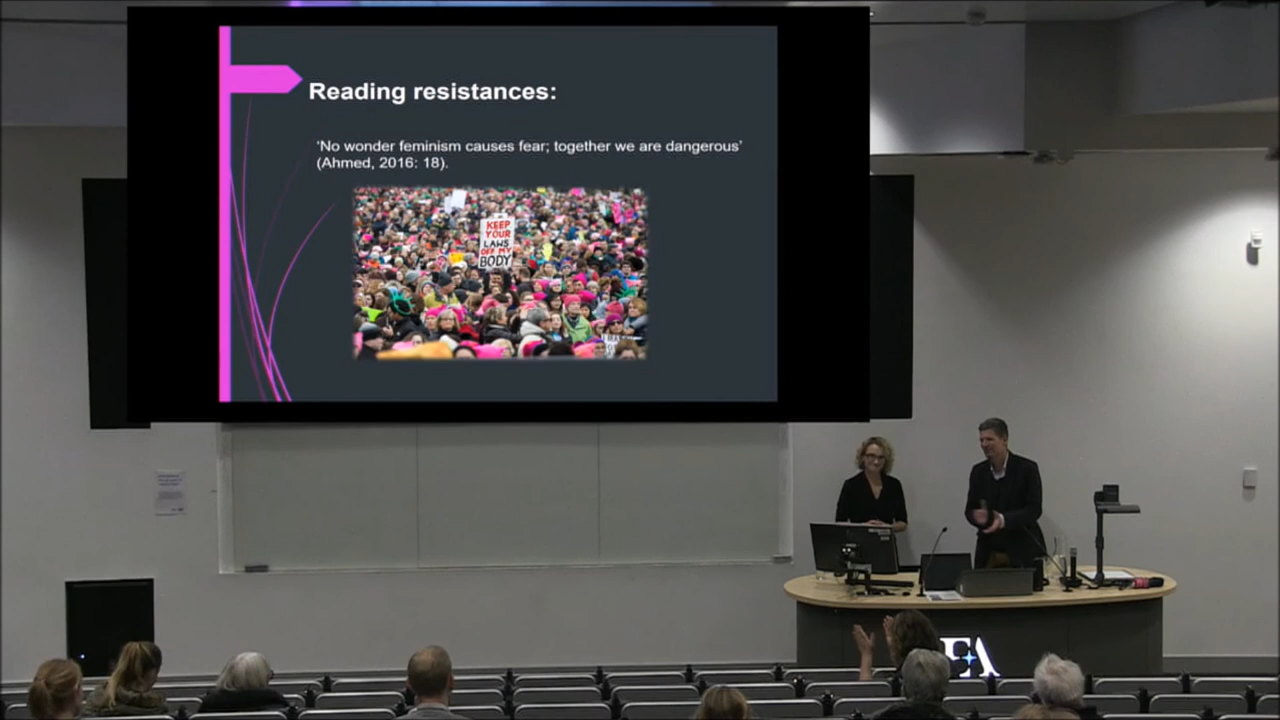 Reading resistances:
‘No wonder feminism causes fear; together we are dangerous’
(Ahmed, 2016: 18).
KEEP
YOUR
LAWS
OFF MY
BODY